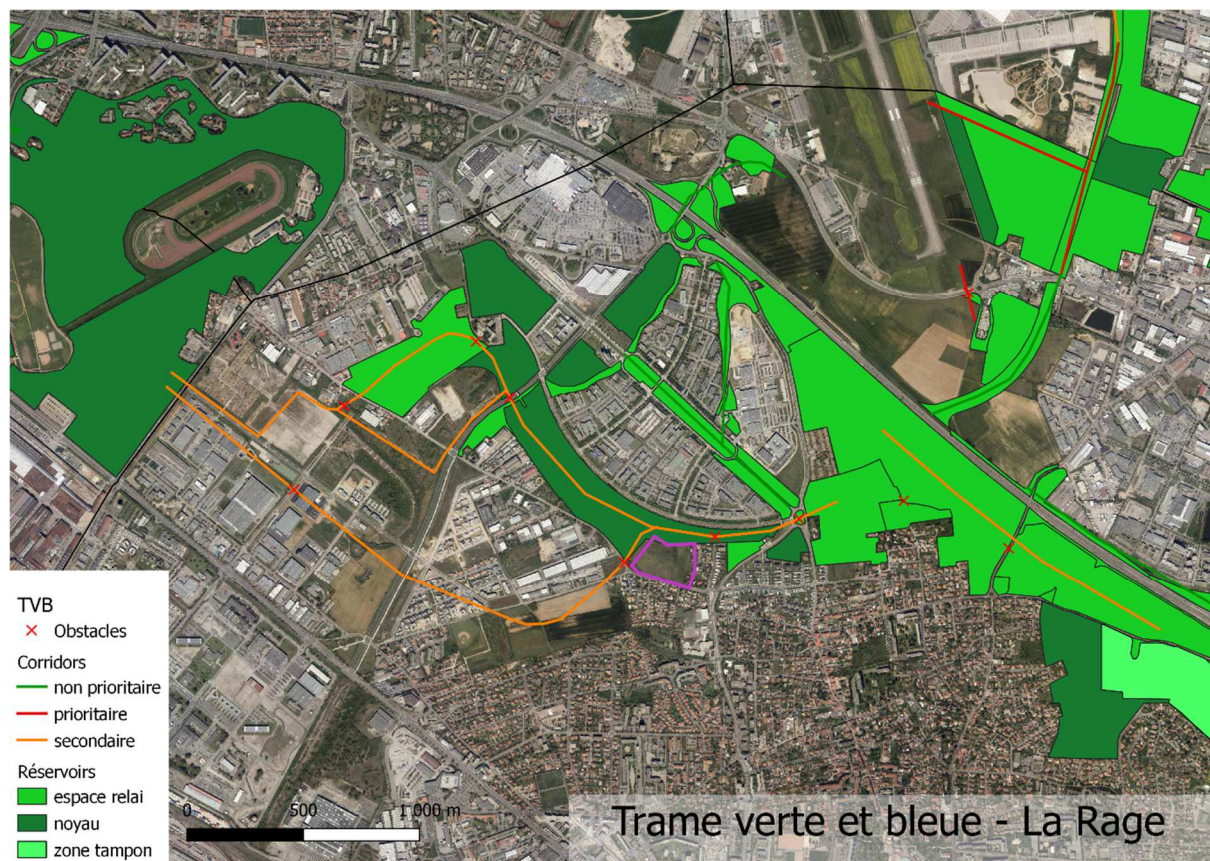 TVB
Obstacles
Corridors
non prioritaire
prioritaire
secondaire
Réservoirs
espace relai
noyau
zone tampon
0 500 1 000 m
Trame verte et bleue - La Rage